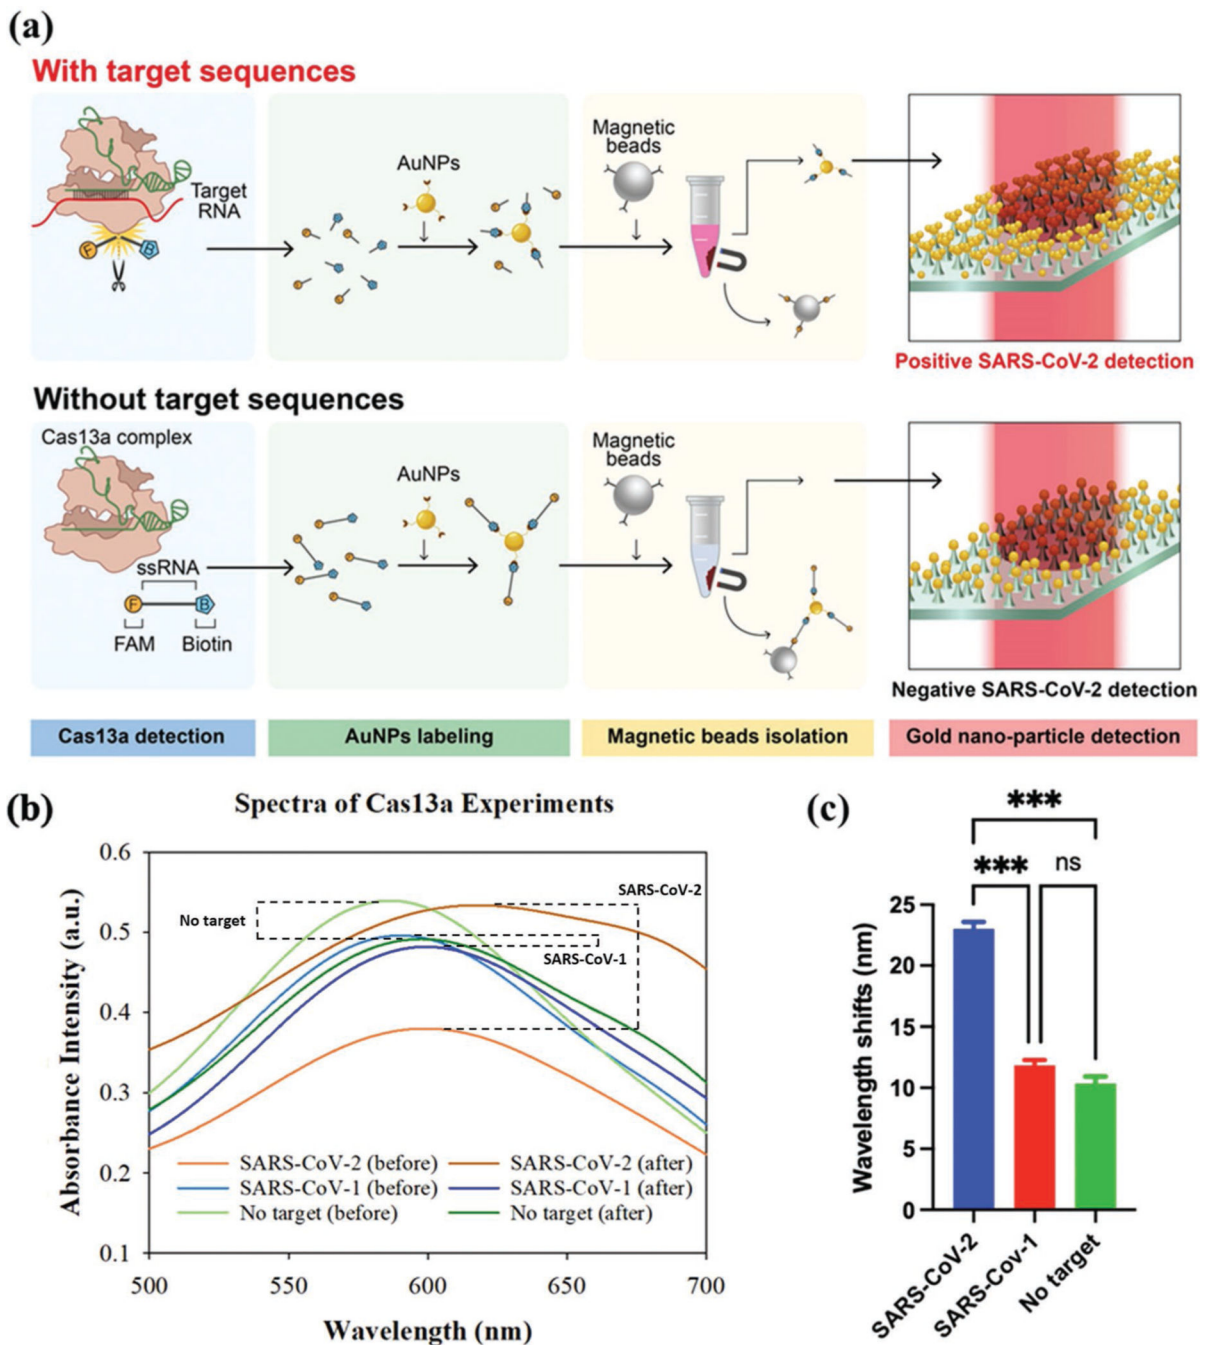 (a)
With target sequences
Target
RNA
F
B
AuNPs
Magnetic
beads
Positive SARS-CoV-2 detection
Without target sequences
Cas13a complex
ssRNA
F
B
FAM
Biotin
AuNPs
Magnetic
beads
Negative SARS-CoV-2 detection
Cas13a detection
AuNPs labeling
Magnetic beads isolation
Gold nano-particle detection
(b)
Spectra of Cas13a Experiments
Absorbance Intensity (a.u.)
0.6
0.5
0.4
0.3
0.2
0.1
No target
SARS-CoV-2
SARS-CoV-1
SARS-CoV-2 (before)
SARS-CoV-2 (after)
SARS-CoV-1 (before)
SARS-CoV-1 (after)
No target (before)
No target (after)
500
550
600
650
700
Wavelength (nm)
(c)
***
***
ns
Wavelength shifts (nm)
25
20
15
10
5
0
SARS-CoV-2
SARS-Cov-1
No target